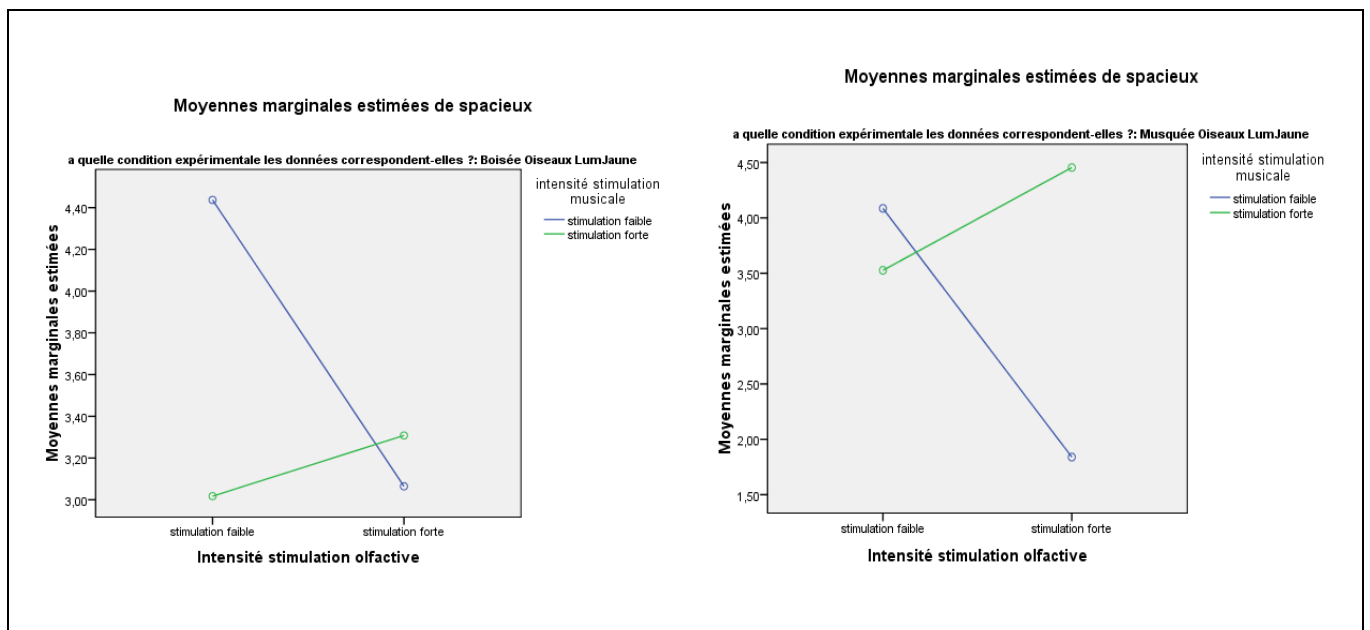 Moyennes marginales estimées de spacieux
a quelle condition expérimentale les données correspondent-elles ?: Boisée Oiseaux LumJaune
intensité stimulation
musicale
stimulation faible
stimulation forte
Moyennes marginales estimées
4,40
4,20
4,00
3,80
3,60
3,40
3,20
3,00
stimulation faible
stimulation forte
Intensité stimulation olfactive
Moyennes marginales estimées de spacieux
a quelle condition expérimentale les données correspondent-elles ?: Musquée Oiseaux LumJaune
intensité stimulation
musicale
stimulation faible
stimulation forte
Moyennes marginales estimées
4,50
4,00
3,50
3,00
2,50
2,00
1,50
stimulation faible
stimulation forte
Intensité stimulation olfactive